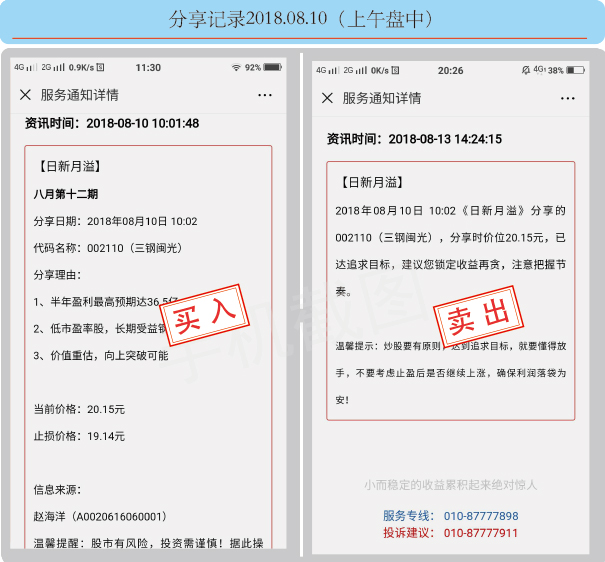 分享记录2018.08.10（上午盘中）
4G 2G 0.9K/s 11:30 92%
服务通知详情 ...
资讯时间：2018-08-10 10:01:48
【日新月溢】
八月第十二期
分享日期：2018年08月10日 10:02
代码名称：002110（三钢闽光）
分享理由：
1、半年盈利最高预期达36.5亿
2、低市盈率股，长期受益
3、价值重估，向上突破可能
买入
当前价格：20.15元
止损价格：19.14元
信息来源：
赵海洋（A0020616060001）
温馨提醒：股市有风险，投资需谨慎！据此操
4G 2G 0K/s 20:26 4G 38%
服务通知详情 ...
资讯时间：2018-08-13 14:24:15
【日新月溢】
2018年08月10日 10:02《日新月溢》分享的
002110（三钢闽光），分享时价位20.15元，已
达追求目标，建议您锁定收益再贪，注意把握节
奏。
卖出
温馨提示：炒股要有原则，达到追求目标，就要懂得放
手，不要考虑止盈后是否继续上涨，确保利润落袋为
安！
小而稳定的收益累积起来绝对惊人
服务专线： 010-87777898
投诉建议： 010-87777911
手机截图